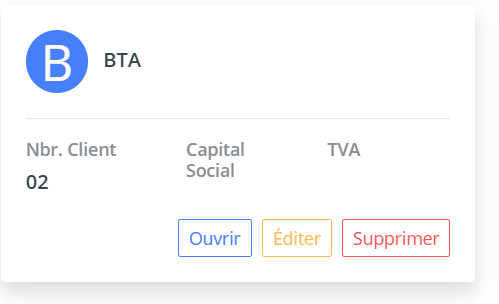 B
BTA
Nbr. Client
Capital
Social
TVA
02
Ouvrir
Éditer
Supprimer